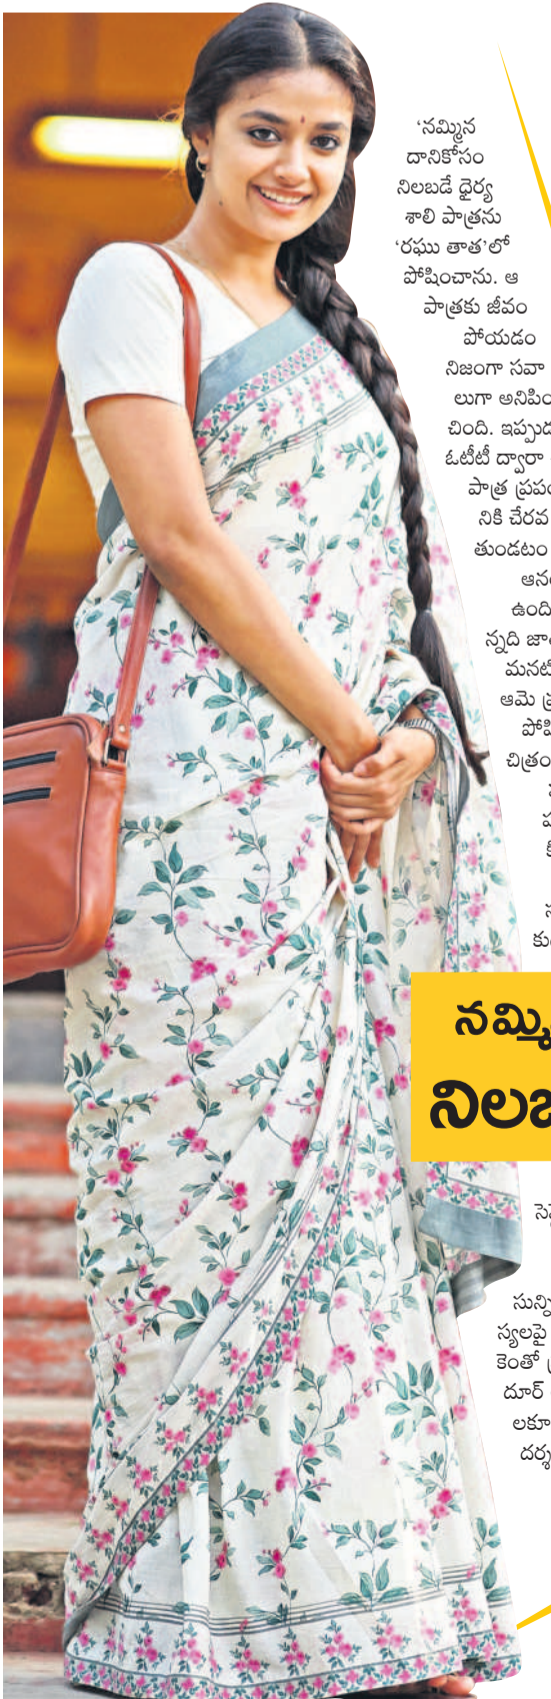 ‘నమ్మిన
దానికోసం
నిలబడే ధైర్య
శాలి పాత్రను
‘రఘు తాత’లో
పోషించాను. ఆ
పాత్రకు జీవం
పోయడం
నిజంగా సవా
లుగా అనిపిం
చింది. ఇప్పుడ
ఓటీటీ ద్వారా
పాత్ర ప్రపం
నికి చేరవ
తుండటం
ఆనం
ఉంది
న్నది జా
మనటి
ఆమె ప్ర
పోషి
చిత్రం
కు
నమ్మి
నిలబ
సున్ని
స్యలపై
కెంతో
దూర్
లకూ
దర్శ